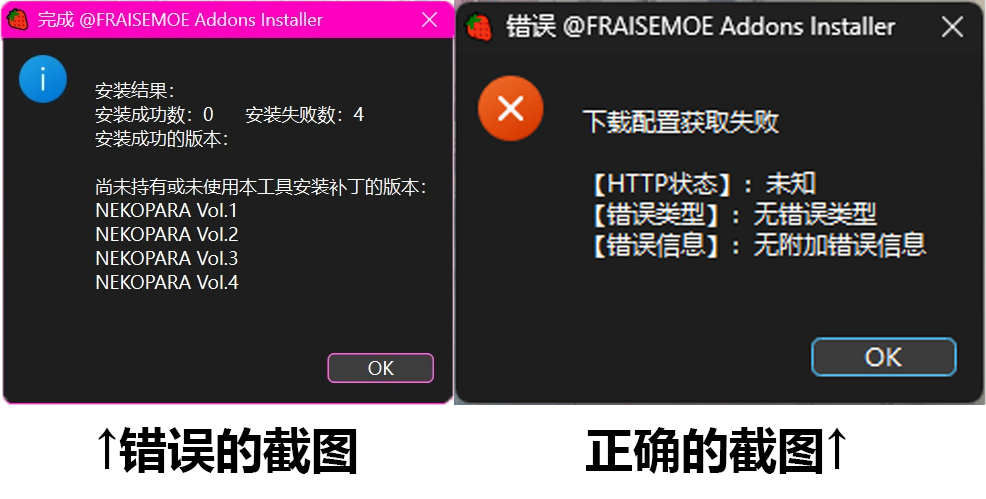 完成 @FRAISEMOE Addons Installer
安装结果：
安装成功数：0 安装失败数：4
安装成功的版本：
尚未持有或未使用本工具安装补丁的版本：
NEKOPARA Vol.1
NEKOPARA Vol.2
NEKOPARA Vol.3
NEKOPARA Vol.4
OK
↑错误的截图
错误 @FRAISEMOE Addons Installer
下载配置获取失败
【HTTP状态】：未知
【错误类型】：无错误类型
【错误信息】：无附加错误信息
OK
正确的截图↑